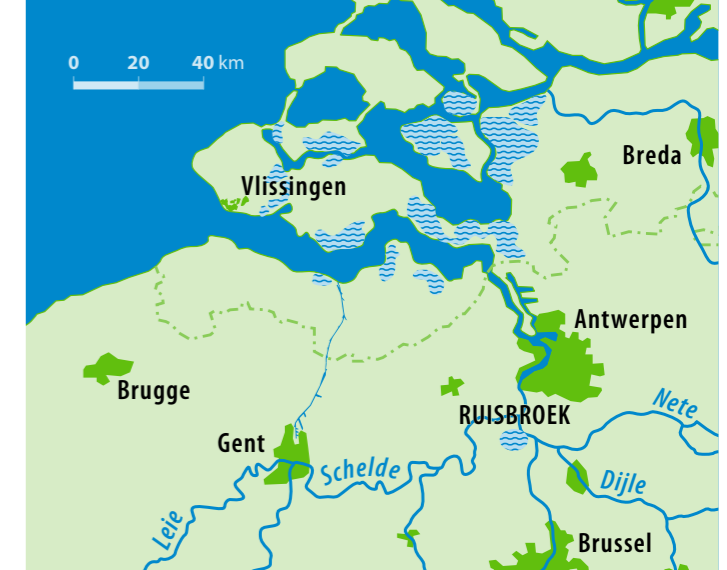 0 20 40 km
Breda
Vlissingen
Antwerpen
Brugge
RUISBROEK
Nete
Gent
Schelde
Dijle
Leie
Brussel